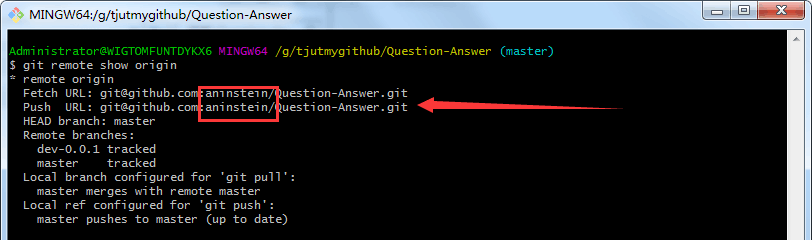 MINGW64:/g/tjutmygithub/Question-Answer
Administrator@WIGTOMFUNTDYKX6 MINGW64 /g/tjutmygithub/Question-Answer (master)
$ git remote show origin
* remote origin
  Fetch URL: git@github.com:aninstein/Question-Answer.git
  Push  URL: git@github.com:aninstein/Question-Answer.git
  HEAD branch: master
  Remote branches:
    dev-0.0.1 tracked
    master    tracked
  Local branch configured for 'git pull':
    master merges with remote master
  Local ref configured for 'git push':
    master pushes to master (up to date)